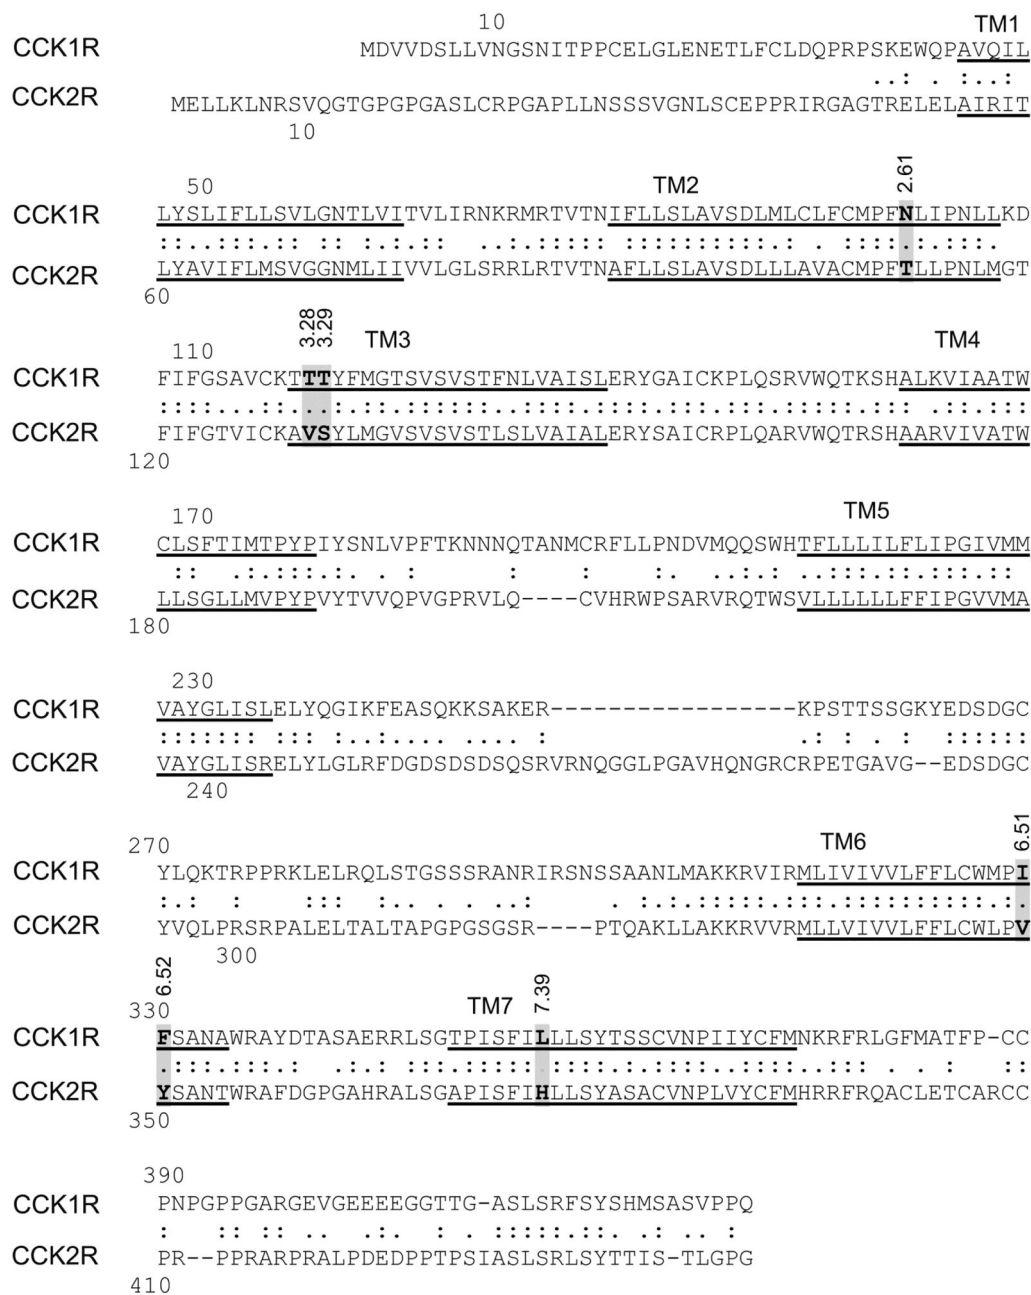 10 TM1
CCK1R MDVVDSLLVNGSNITPPCELGLENETLFCLDQPRPSKEWQPAVQIL
..: . :..:
CCK2R MELLKLNRSVQGTGPGPGASLCRPGAPLLNSSSVGNLSCEPPRIRGAGTRELELAIRIT
10
50 TM2 2.61
CCK1R LYSLIFLLSVLGNTLVITVLIRNKRMRTVTNIFLLSLAVSDLMLCLFCMPFNLIPNLLKD
::..:::.:::.::.::.:: ..::::: ::::::::::::.: . ::::.:.::::.
CCK2R LYAVIFLMSVGGNMLIIVVLGLSRRLRTVTNAFLLSLAVSDLLLAVACMPFTLLPNLMGT
60
110 3.28 3.29 TM3 TM4
CCK1R FIFGSAVCKTTTYFMGTSVSVSTFNLVAISLERYGAICKPLQSRVWQTKSHALKVIAATW
::::...::. . :.::.::::::..::::.::::.:::.:::.:::::.:::: .::.:::
CCK2R FIFGTVICKAVSYLMGVSVSVSTLSLVAIALERYSAICRPLQARVWQTRSHAARVIVATW
120
170 TM5
CCK1R CLSFTIMTPYPIYSNLVPFTKNNNQTANMCRFLLPNDVMQQSWHTFLLLILFLIPGIVMM
:: .:.:::.:. . : : : :. ..:. ..:::.::.::::.::
CCK2R LLSGLLMVPYPVYTVVQPVGPRVLQ----CVHRWPSARVRQTWSVLLLLLLFFIPGVVMA
180
230
CCK1R VAYGLISLELYQGIKFEASQKKSAKER-----------------KPSTTSSGKYEDSDGC
::::::: ::: :..:.. ....: .: : . : ::::::
CCK2R VAYGLISRELYLGLRFDGDSDSDSQSRVRNQGGLPGAVHQNGRCRPETGAVG--EDSDGC
240
270 TM6 6.51
CCK1R YLQKTRPPRKLELRQLSTGSSSRANRIRSNSSAANLMAKKRVIRMLIVIVVLFFLCWMPI
:.: : : .:: ::. . .:. .: . .::.:::::.:::.::::::::::.:.
CCK2R YVQLPRSRPALELTALTAPGPGSGSR----PTQAKLLAKKRVVRMLLVIVVLFFLCWLPV
300
6.52 330 TM7 7.39
CCK1R FSANAWRAYDTASAERRLSGTPISFILLLSYTSSCVNPIIYCFMNKRFRLGFMATFP-CC
.:::.:::.: .:.: ::: :::::: :::::.:.::::..::::..::: .. . ::
CCK2R YSANTWRAFDGPGAHRALSGAPISFIHLLSYASACVNPLVYCFMHRRFRQACLETCARCC
350
390
CCK1R PNPGPPGARGEVGEEEEGGTTG-ASLSRFSYSHMSASVPPQ
: :: :: .. .: : . :::::.::. .: . :
CCK2R PR--PPRARPRALPDEDPPTPSIASLSRLSYTTIS-TLGPG
410